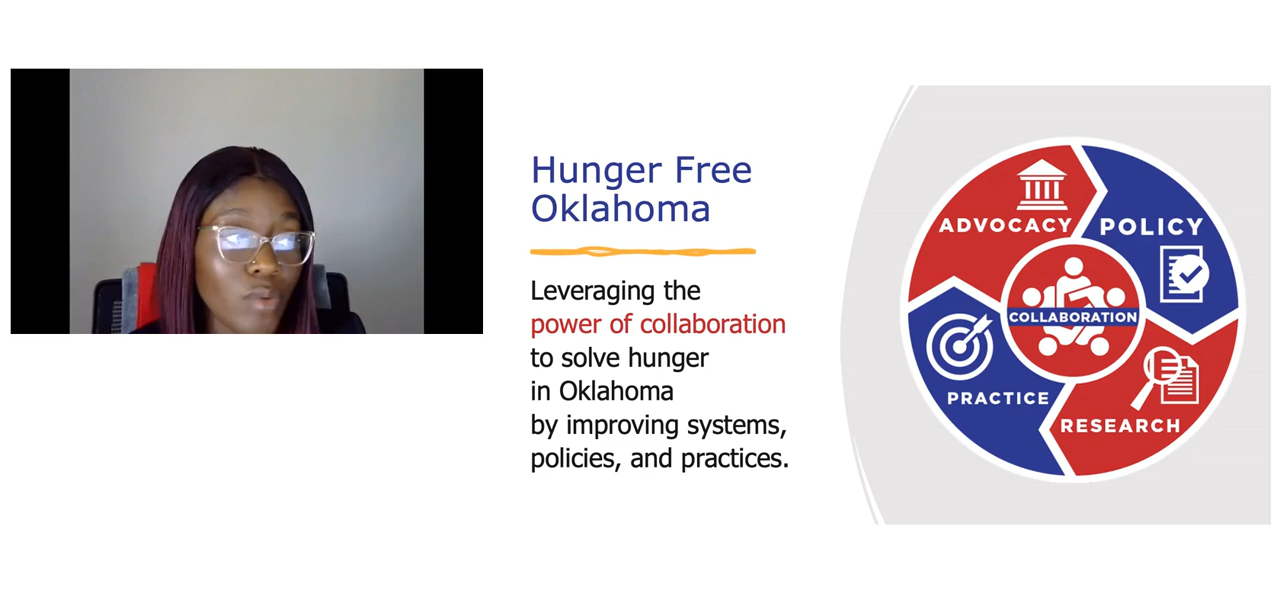 Hunger Free
Oklahoma
Leveraging the
power of collaboration
to solve hunger
in Oklahoma
by improving systems,
policies, and practices.
ADVOCACY
POLICY
COLLABORATION
PRACTICE
RESEARCH